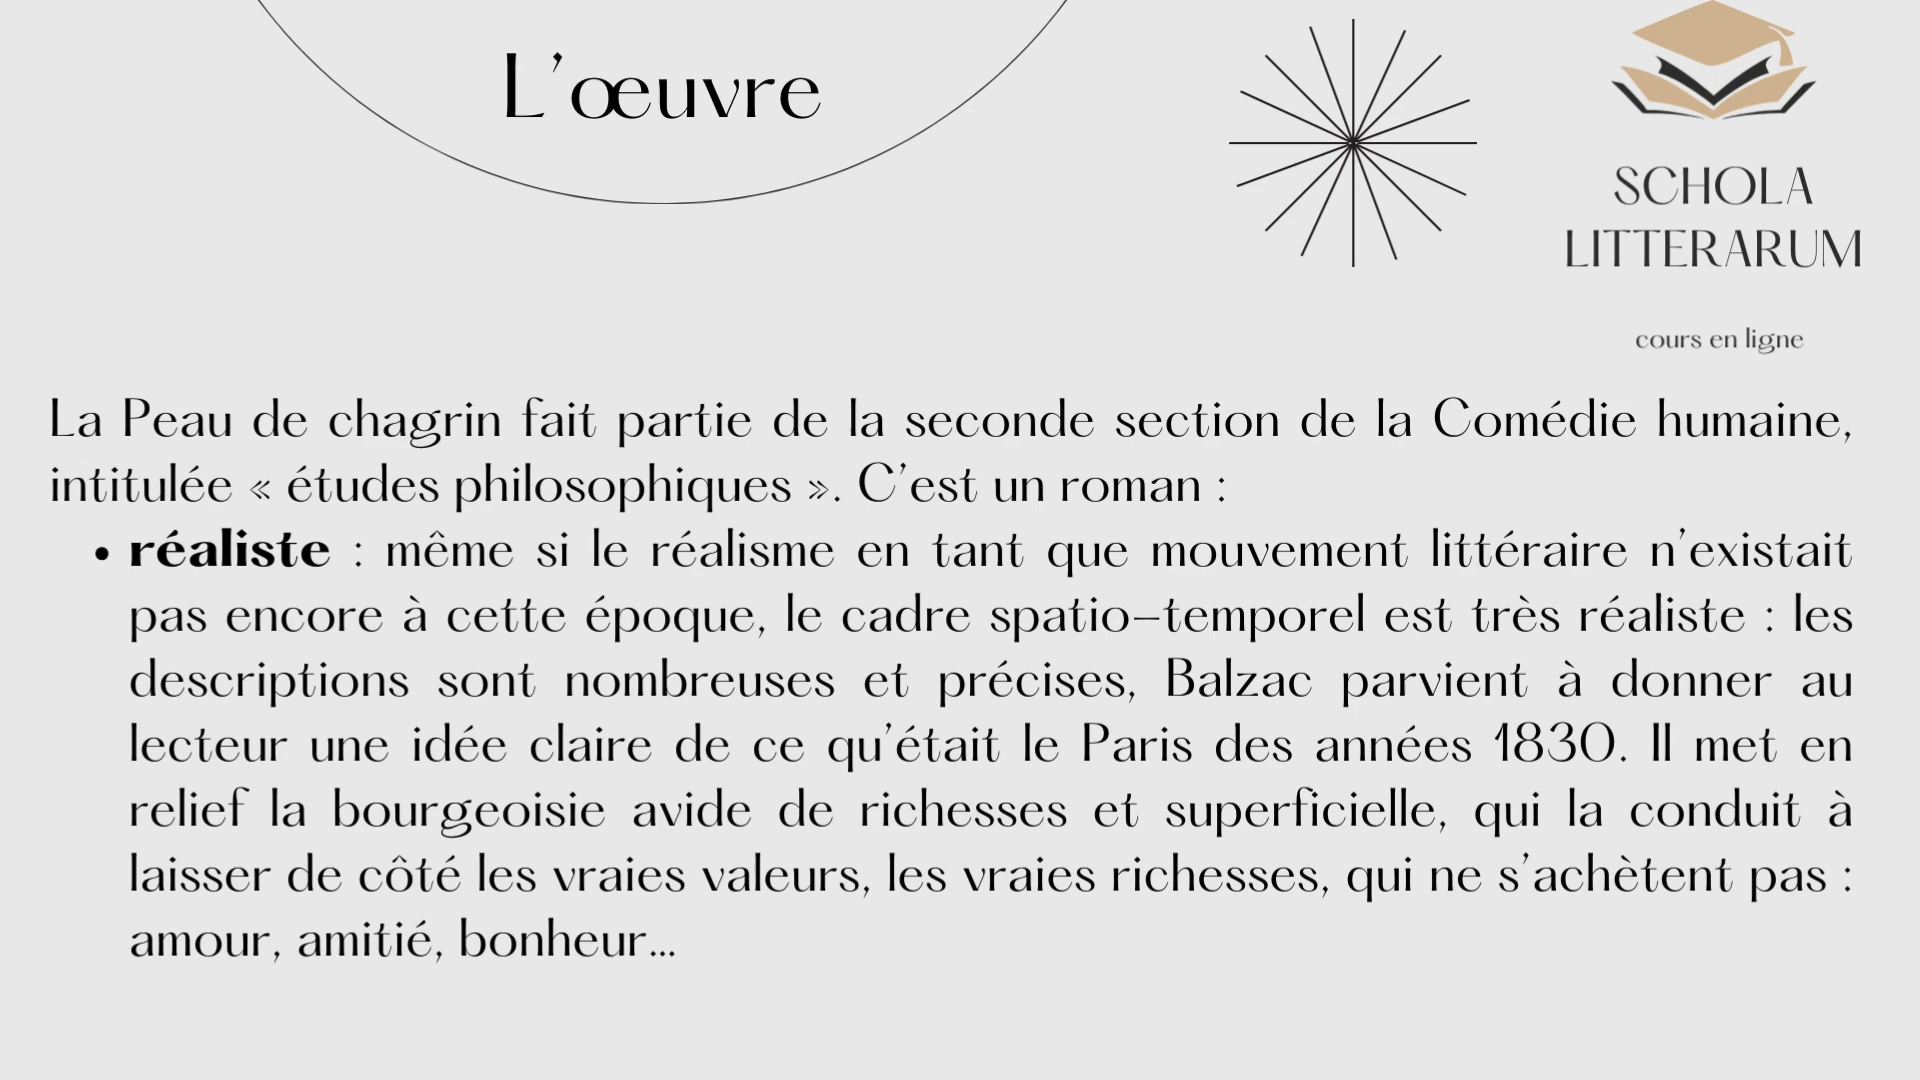 L'œuvre
SCHOLA
LITTERARUM
cours en ligne
La Peau de chagrin fait partie de la seconde section de la Comédie humaine,
intitulée « études philosophiques ». C'est un roman :
• réaliste : même si le réalisme en tant que mouvement littéraire n'existait
pas encore à cette époque, le cadre spatio-temporel est très réaliste : les
descriptions sont nombreuses et précises, Balzac parvient à donner au
lecteur une idée claire de ce qu'était le Paris des années 1830. Il met en
relief la bourgeoisie avide de richesses et superficielle, qui la conduit à
laisser de côté les vraies valeurs, les vraies richesses, qui ne s'achètent pas :
amour, amitié, bonheur...